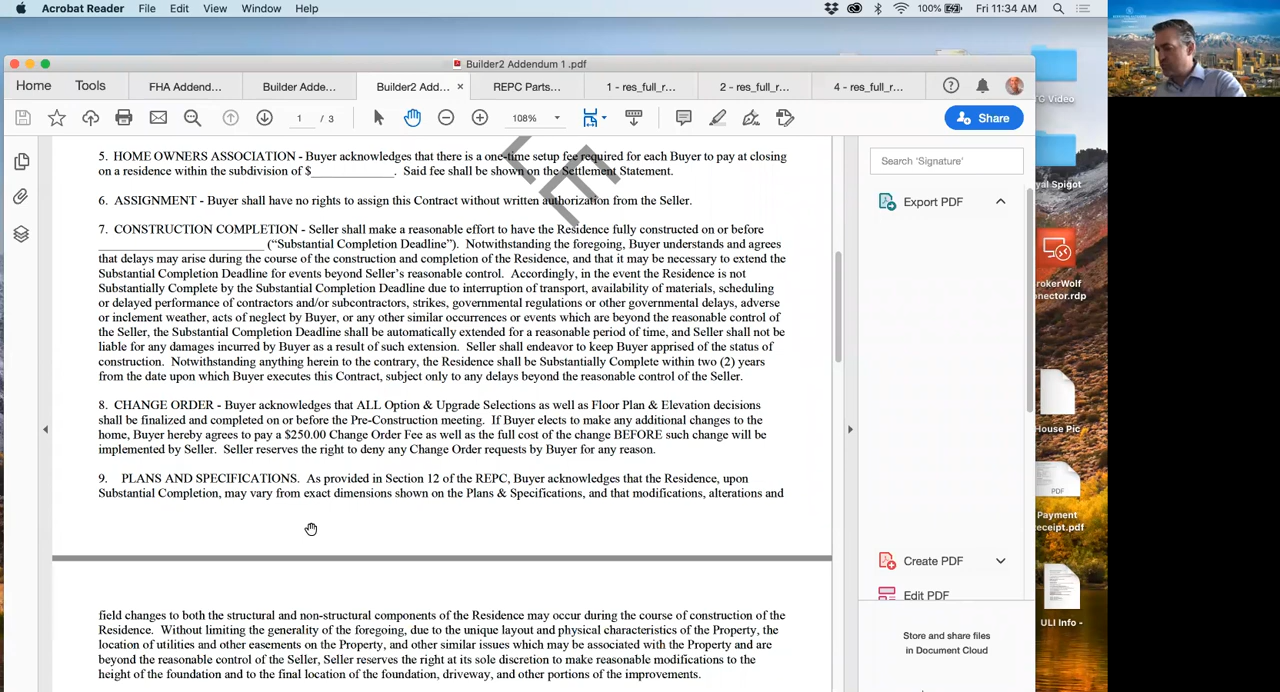 Acrobat Reader File Edit View Window Help 100% Fri 11:34 AM
Builder2 Addendum 1 .pdf
Home Tools FHA Addend... Builder Adde... Builder2 Add... × REPC Parts... 1 - res_full_r... 2 - res_full_r... 4 - res_full_r...
1 / 3 108% Share
5. HOME OWNERS ASSOCIATION - Buyer acknowledges that there is a one-time setup fee required for each Buyer to pay at closing
on a residence within the subdivision of $______________. Said fee shall be shown on the Settlement Statement.
6. ASSIGNMENT - Buyer shall have no rights to assign this Contract without written authorization from the Seller.
7. CONSTRUCTION COMPLETION - Seller shall make a reasonable effort to have the Residence fully constructed on or before
____________________________ (“Substantial Completion Deadline”). Notwithstanding the foregoing, Buyer understands and agrees
that delays may arise during the course of the construction and completion of the Residence, and that it may be necessary to extend the
Substantial Completion Deadline for events beyond Seller’s reasonable control. Accordingly, in the event the Residence is not
Substantially Complete by the Substantial Completion Deadline due to interruption of transport, availability of materials, scheduling
or delayed performance of contractors and/or subcontractors, strikes, governmental regulations or other governmental delays, adverse
or inclement weather, acts of neglect by Buyer, or any other similar occurrences or events which are beyond the reasonable control of
the Seller, the Substantial Completion Deadline shall be automatically extended for a reasonable period of time, and Seller shall not be
liable for any damages incurred by Buyer as a result of such extension. Seller shall endeavor to keep Buyer apprised of the status of
construction. Notwithstanding anything herein to the contrary, the Residence shall be Substantially Complete within two (2) years
from the date upon which Buyer executes this Contract, subject only to any delays beyond the reasonable control of the Seller.
8. CHANGE ORDER - Buyer acknowledges that ALL Option & Upgrade Selections as well as Floor Plan & Elevation decisions
shall be finalized and completed on or before the Pre-Construction meeting. If Buyer elects to make any additional changes to the
home, Buyer hereby agrees to pay a $250.00 Change Order Fee as well as the full cost of the change BEFORE such change will be
implemented by Seller. Seller reserves the right to deny any Change Order requests by Buyer for any reason.
9. PLANS AND SPECIFICATIONS. As provided in Section 1.2 of the REPC, Buyer acknowledges that the Residence, upon
Substantial Completion, may vary from exact dimensions shown on the Plans & Specifications, and that modifications, alterations and
field changes to both the structural and non-structural components of the Residence may occur during the course of construction of the
Residence. Without limiting the generality of the foregoing, due to the unique layout and physical characteristics of the Property, the
location of utilities and other easements on the Property, and other similar issues which may be associated with the Property and are
beyond the reasonable control of the Seller, Seller reserves the right at its sole discretion to make reasonable modifications to the
height of the foundation and to the final location of the foundation, driveway, and other portions of the improvements.
Search ‘Signature’
Export PDF
Create PDF
Edit PDF
Store and share files
in Document Cloud
TG Video
yal Spigot
rokerWolf
nector.rdp
House Pic
PDF
Payment
eceipt.pdf
ULI Info -